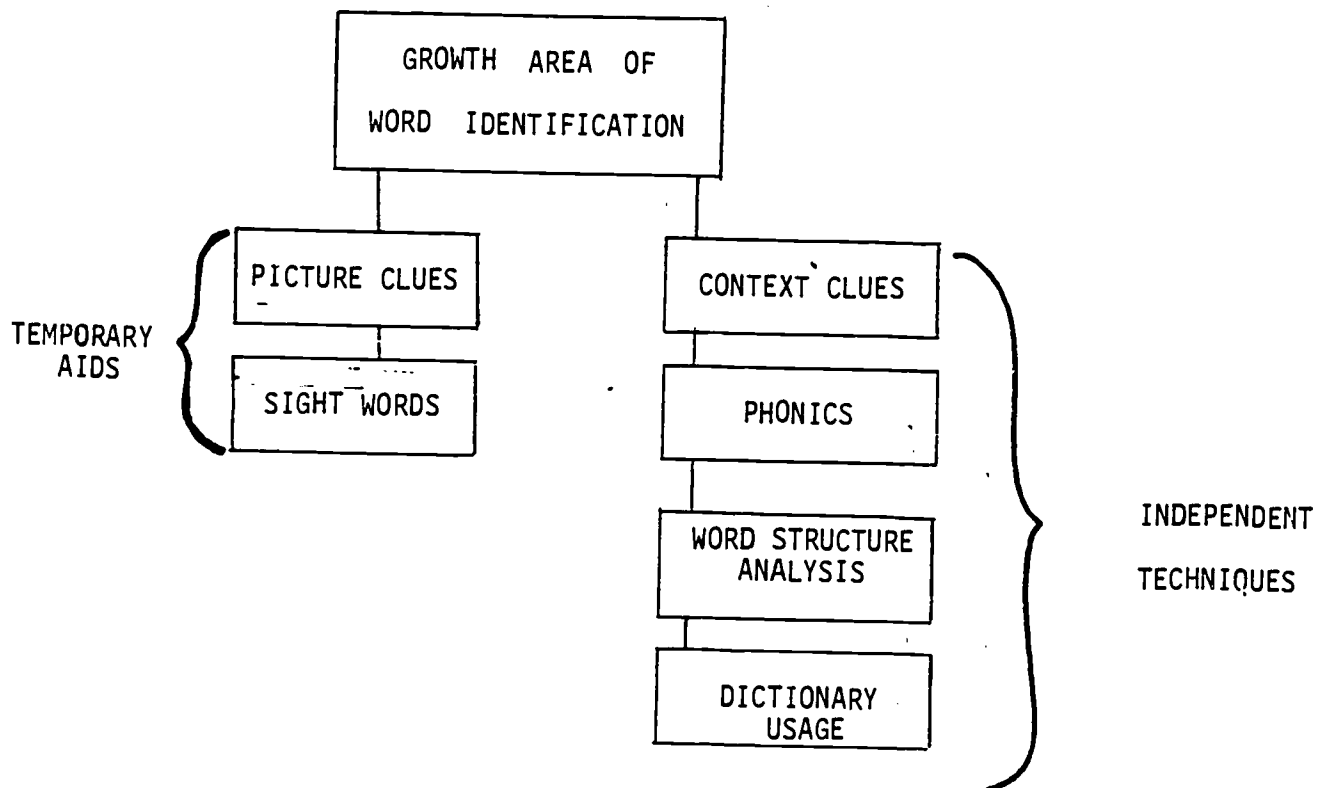 GROWTH AREA OF
WORD IDENTIFICATION
TEMPORARY
AIDS
PICTURE CLUES
SIGHT WORDS
CONTEXT CLUES
PHONICS
WORD STRUCTURE
ANALYSIS
DICTIONARY
USAGE
INDEPENDENT
TECHNIQUES